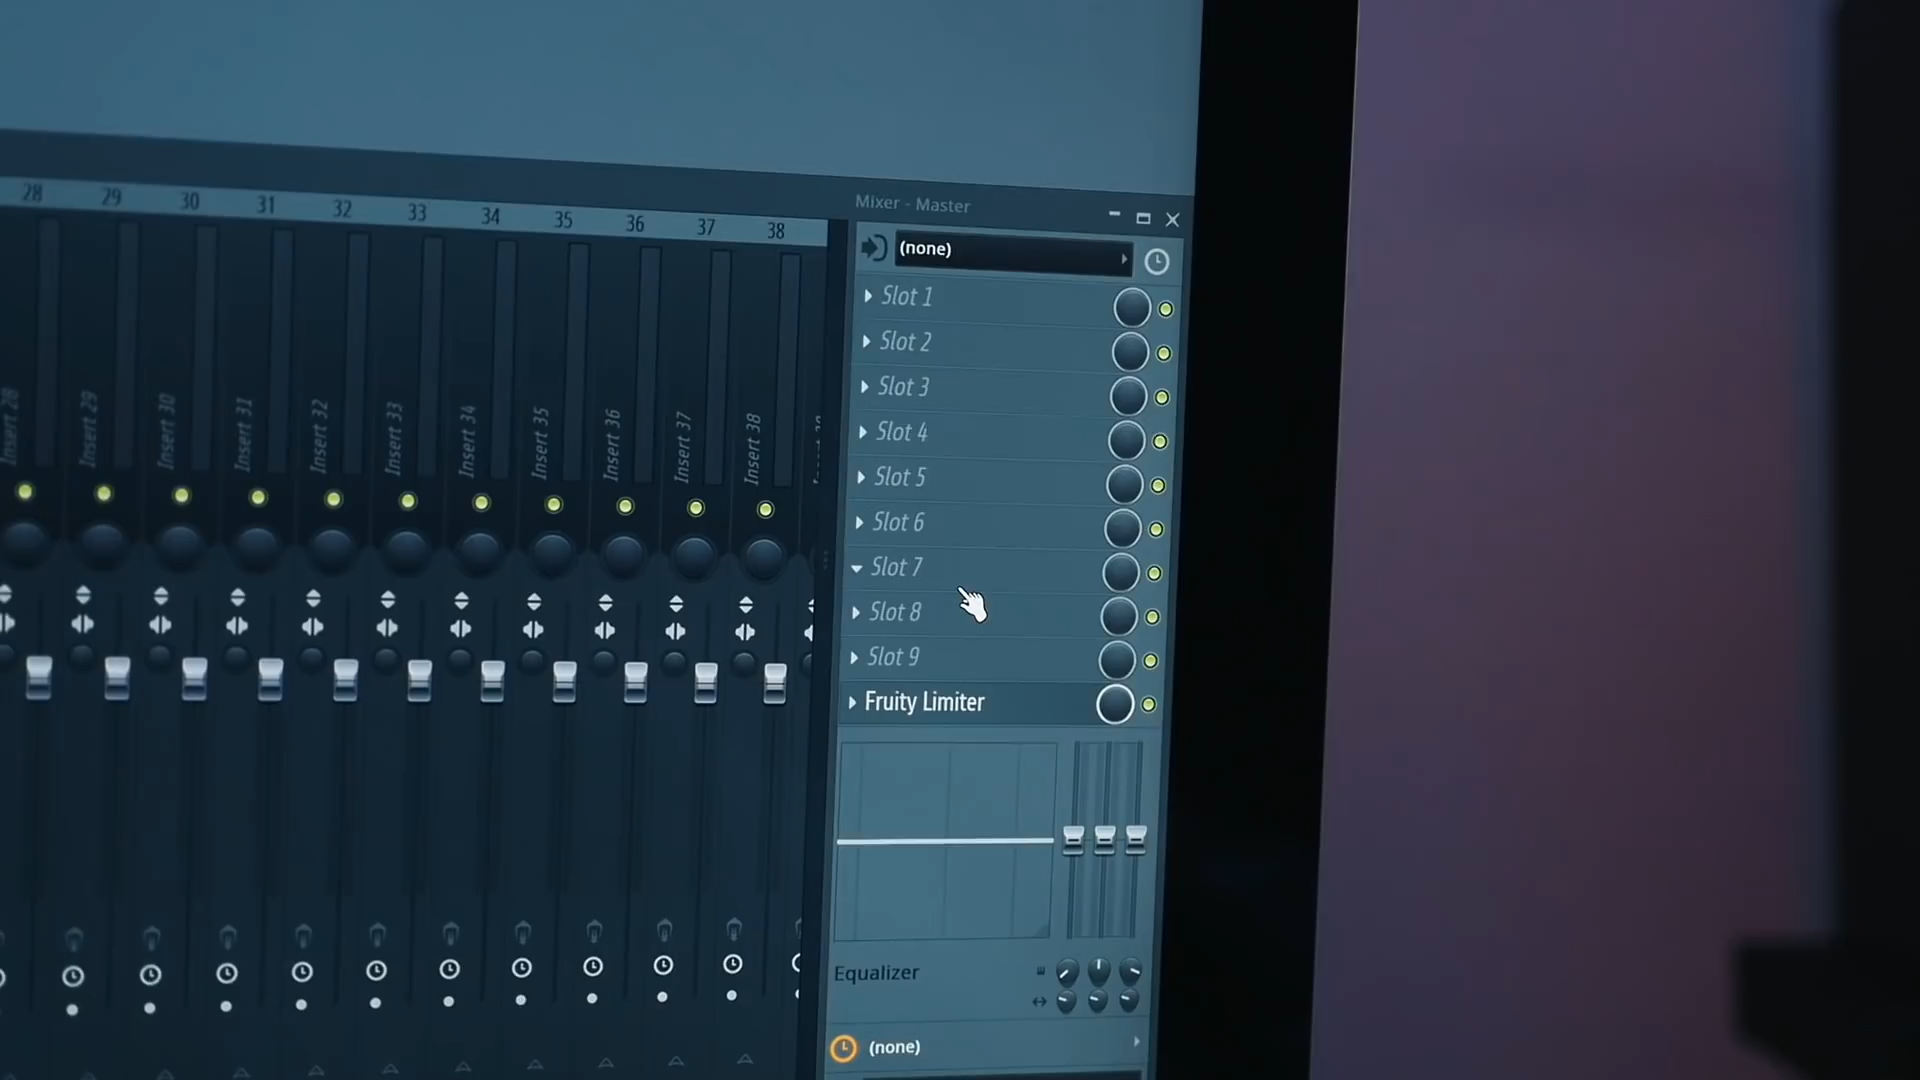 Mixer - Master
28 29 30 31 32 33 34 35 36 37 38
(none)
Slot 1
Slot 2
Slot 3
Slot 4
Slot 5
Slot 6
Slot 7
Slot 8
Slot 9
Fruity Limiter
Insert 28
Insert 29
Insert 30
Insert 31
Insert 32
Insert 33
Insert 34
Insert 35
Insert 36
Insert 37
Insert 38
Equalizer
(none)